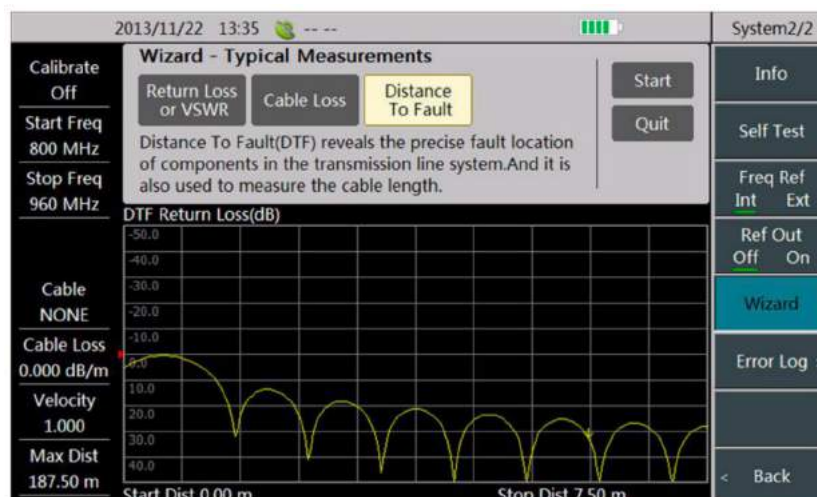 2013/11/22 13:35 -- --
System2/2
Calibrate
Off
Start Freq
800 MHz
Stop Freq
960 MHz
Cable
NONE
Cable Loss
0.000 dB/m
Velocity
1.000
Max Dist
187.50 m
Wizard - Typical Measurements
Return Loss
or VSWR
Cable Loss
Distance
To Fault
Start
Quit
Distance To Fault(DTF) reveals the precise fault location
of components in the transmission line system.And it is
also used to measure the cable length.
DTF Return Loss(dB)
-50.0
-40.0
-30.0
-20.0
-10.0
0.0
10.0
20.0
30.0
40.0
Start Dist 0.00 m
Stop Dist 7.50 m
Info
Self Test
Freq Ref
Int Ext
Ref Out
Off On
Wizard
Error Log
< Back